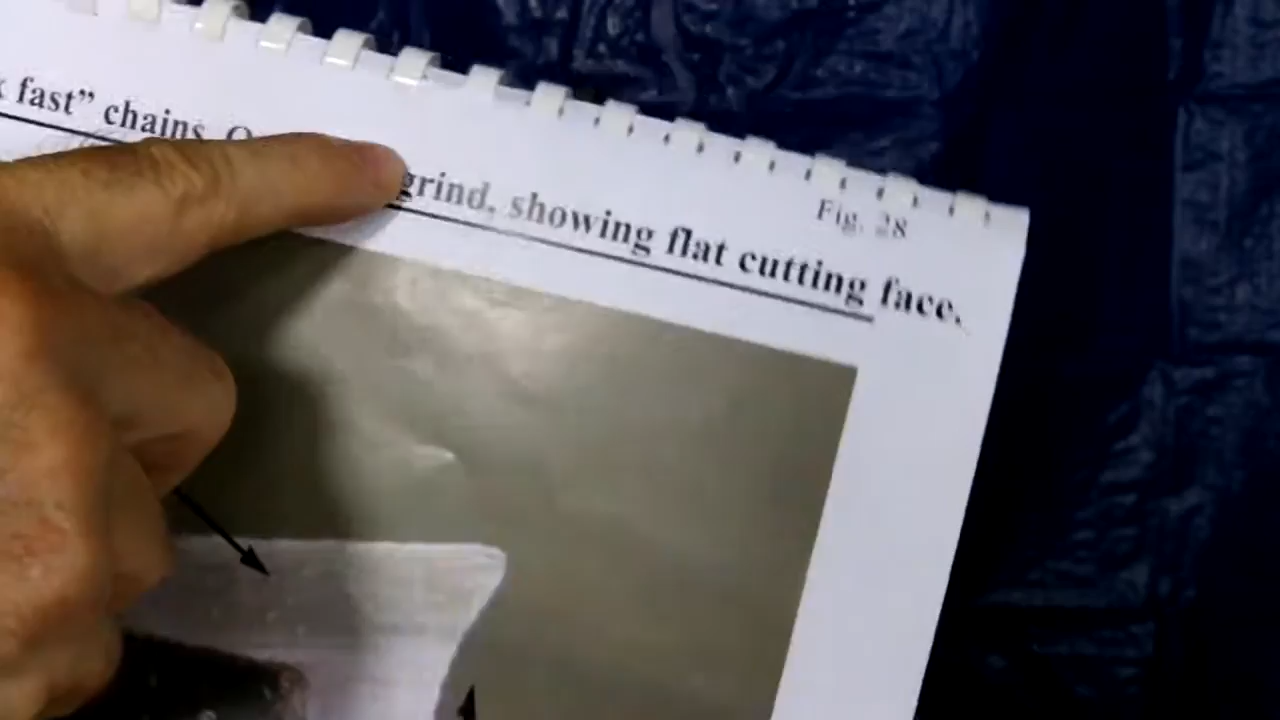 Fig. 28
fast” chains.
grind, showing flat cutting face.